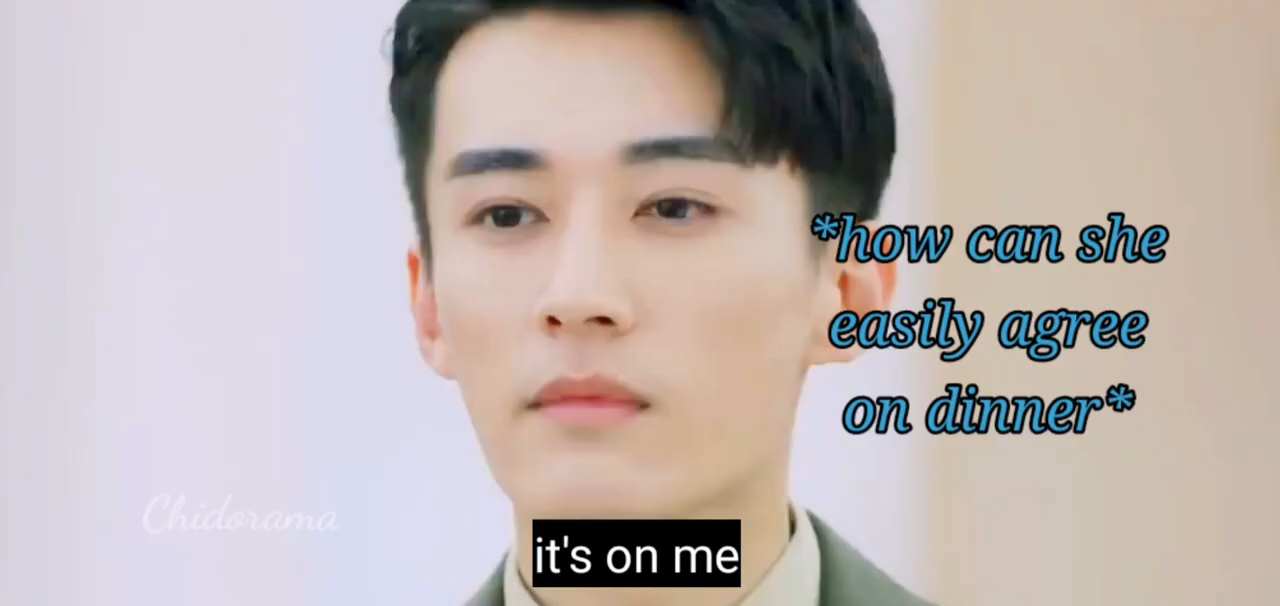 *how can she
easily agree
on dinner*
Chidorama
it's on me